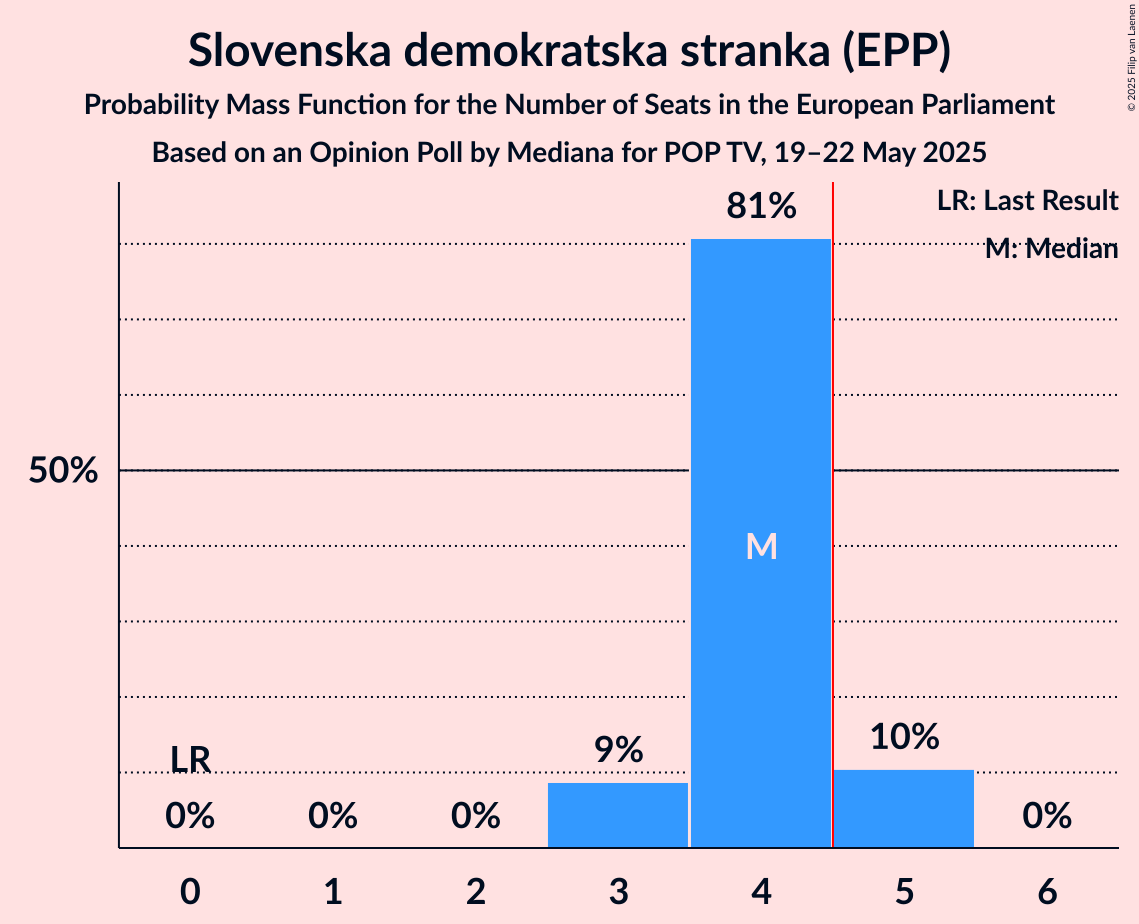 Slovenska demokratska stranka (EPP)
Probability Mass Function for the Number of Seats in the European Parliament
Based on an Opinion Poll by Mediana for POP TV, 19–22 May 2025
© 2025 Filip van Laenen
LR: Last Result
M: Median
81%
50%
M
LR
9%
10%
0% 0% 0% 0%
0 1 2 3 4 5 6